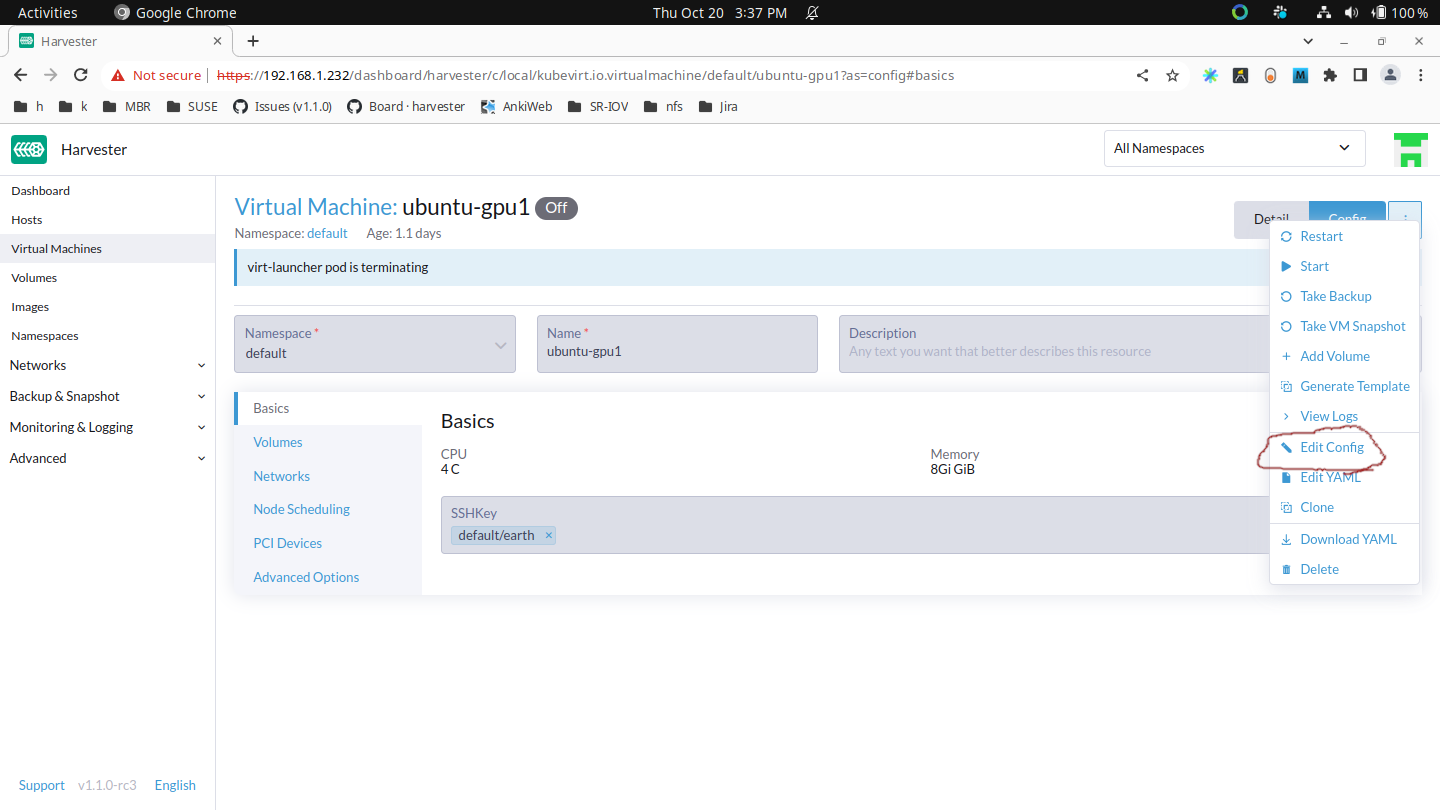 Activities Google Chrome Thu Oct 20 3:37 PM 100 %
Harvester
Not secure https://192.168.1.232/dashboard/harvester/c/local/kubevirt.io.virtualmachine/default/ubuntu-gpu1?as=config#basics
h k MBR SUSE Issues (v1.1.0) Board · harvester AnkiWeb SR-IOV nfs Jira
Harvester All Namespaces
Dashboard
Hosts
Virtual Machines
Volumes
Images
Namespaces
Networks
Backup & Snapshot
Monitoring & Logging
Advanced
Support v1.1.0-rc3 English
Virtual Machine: ubuntu-gpu1 Off
Namespace: default Age: 1.1 days
Detail Config
virt-launcher pod is terminating
Namespace *
default
Name *
ubuntu-gpu1
Description
Any text you want that better describes this resource
Basics
Volumes
Networks
Node Scheduling
PCI Devices
Advanced Options
Basics
CPU
4 C
Memory
8Gi GiB
SSHKey
default/earth ×
Restart
Start
Take Backup
Take VM Snapshot
Add Volume
Generate Template
View Logs
Edit Config
Edit YAML
Clone
Download YAML
Delete